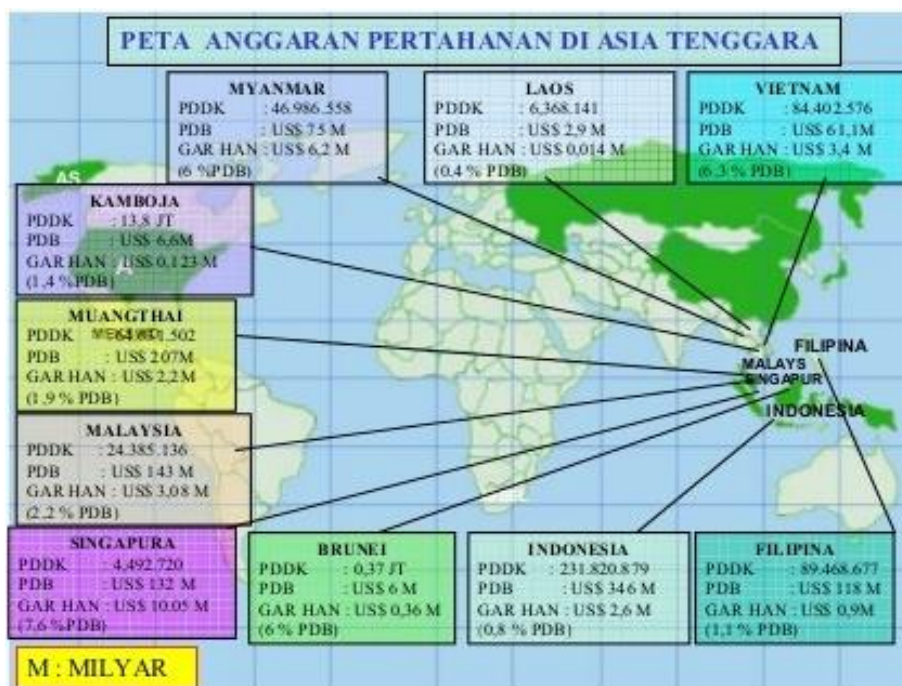 PETA ANGGARAN PERTAHANAN DI ASIA TENGGARA
MYANMAR
PDDK : 46.986.558
PDB : US$ 75 M
GAR HAN : US$ 6,2 M
(6 %PDB)
LAOS
PDDK : 6,368.141
PDB : US$ 2,9 M
GAR HAN : US$ 0,014 M
(0,4 % PDB)
VIETNAM
PDDK : 84.402.576
PDB : US$ 61,1M
GAR HAN : US$ 3,4 M
(6,3 % PDB)
AS
KAMBOJA
PDDK : 13,8 JT
PDB : US$ 6,6M
GAR HAN : US$ 0,123 M
(1,4 %PDB)
MUANGTHAI
PDDK
PDB : US$ 207M
GAR HAN : US$ 2,2M
(1,9 % PDB)
FILIPINA
MALAYS
SINGAPUR
INDONESIA
MALAYSIA
PDDK : 24.385.136
PDB : US$ 143 M
GAR HAN : US$ 3,08 M
(2,2 % PDB)
SINGAPURA
PDDK : 4,492.720
PDB : US$ 132 M
GAR HAN : US$ 10.05 M
(7,6 %PDB)
BRUNEI
PDDK : 0,37 JT
PDB : US$ 6 M
GAR HAN : US$ 0,36 M
(6 % PDB)
INDONESIA
PDDK : 231.820.879
PDB : US$ 346 M
GAR HAN : US$ 2,6 M
(0,8 % PDB)
FILIPINA
PDDK : 89.468.677
PDB : US$ 118 M
GAR HAN : US$ 0,9M
(1,1 % PDB)
M : MILYAR